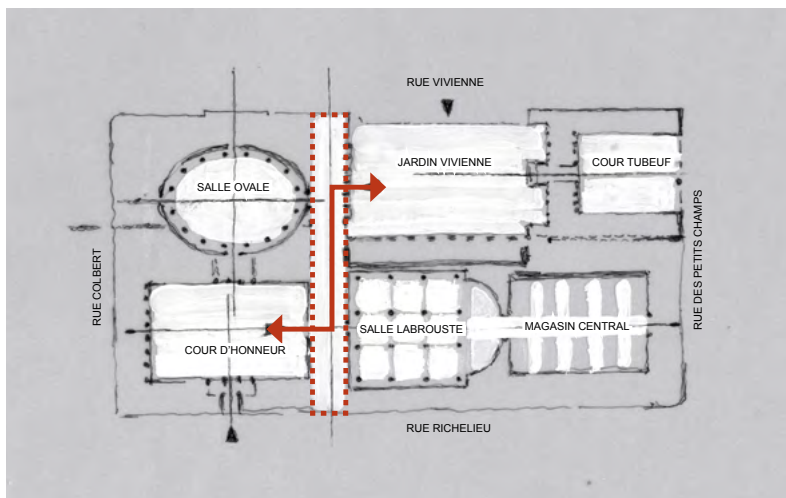 RUE VIVIENNE
JARDIN VIVIENNE
COUR TUBEUF
SALLE OVALE
RUE COLBERT
RUE DES PETITS CHAMPS
SALLE LABROUSTE
MAGASIN CENTRAL
COUR D'HONNEUR
RUE RICHELIEU